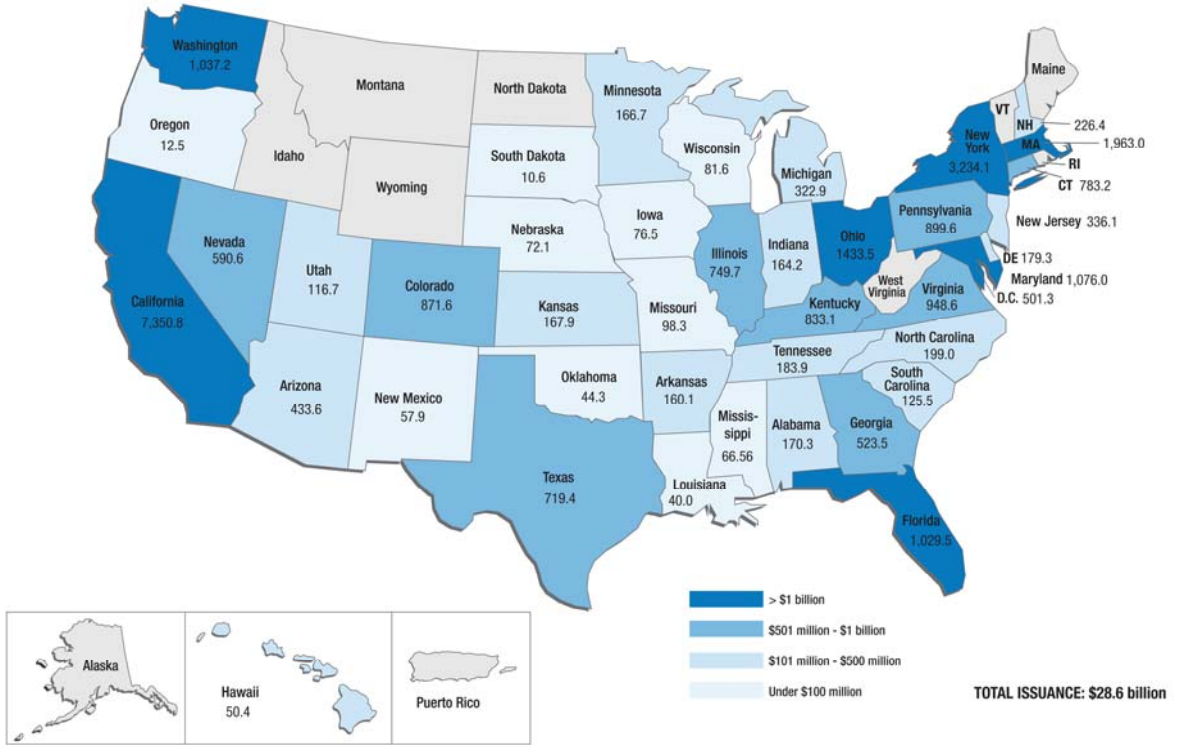 Washington
1,037.2
Montana
North Dakota
Minnesota
166.7
Maine
VT
NH
226.4
Oregon
12.5
Idaho
South Dakota
10.6
Wisconsin
81.6
Michigan
322.9
New
York
3,234.1
MA
1,963.0
RI
CT 783.2
Wyoming
Nevada
590.6
Utah
116.7
Colorado
871.6
Nebraska
72.1
Iowa
76.5
Illinois
749.7
Indiana
164.2
Ohio
1433.5
Pennsylvania
899.6
New Jersey 336.1
DE 179.3
Maryland 1,076.0
D.C. 501.3
California
7,350.8
Kansas
167.9
Missouri
98.3
Kentucky
833.1
West
Virginia
Virginia
948.6
Arizona
433.6
New Mexico
57.9
Oklahoma
44.3
Arkansas
160.1
Tennessee
183.9
North Carolina
199.0
South
Carolina
125.5
Texas
719.4
Louisiana
40.0
Missis-
sippi
66.56
Alabama
170.3
Georgia
523.5
Florida
1,029.5
Alaska
Hawaii
50.4
Puerto Rico
> $1 billion
$501 million - $1 billion
$101 million - $500 million
Under $100 million
TOTAL ISSUANCE: $28.6 billion